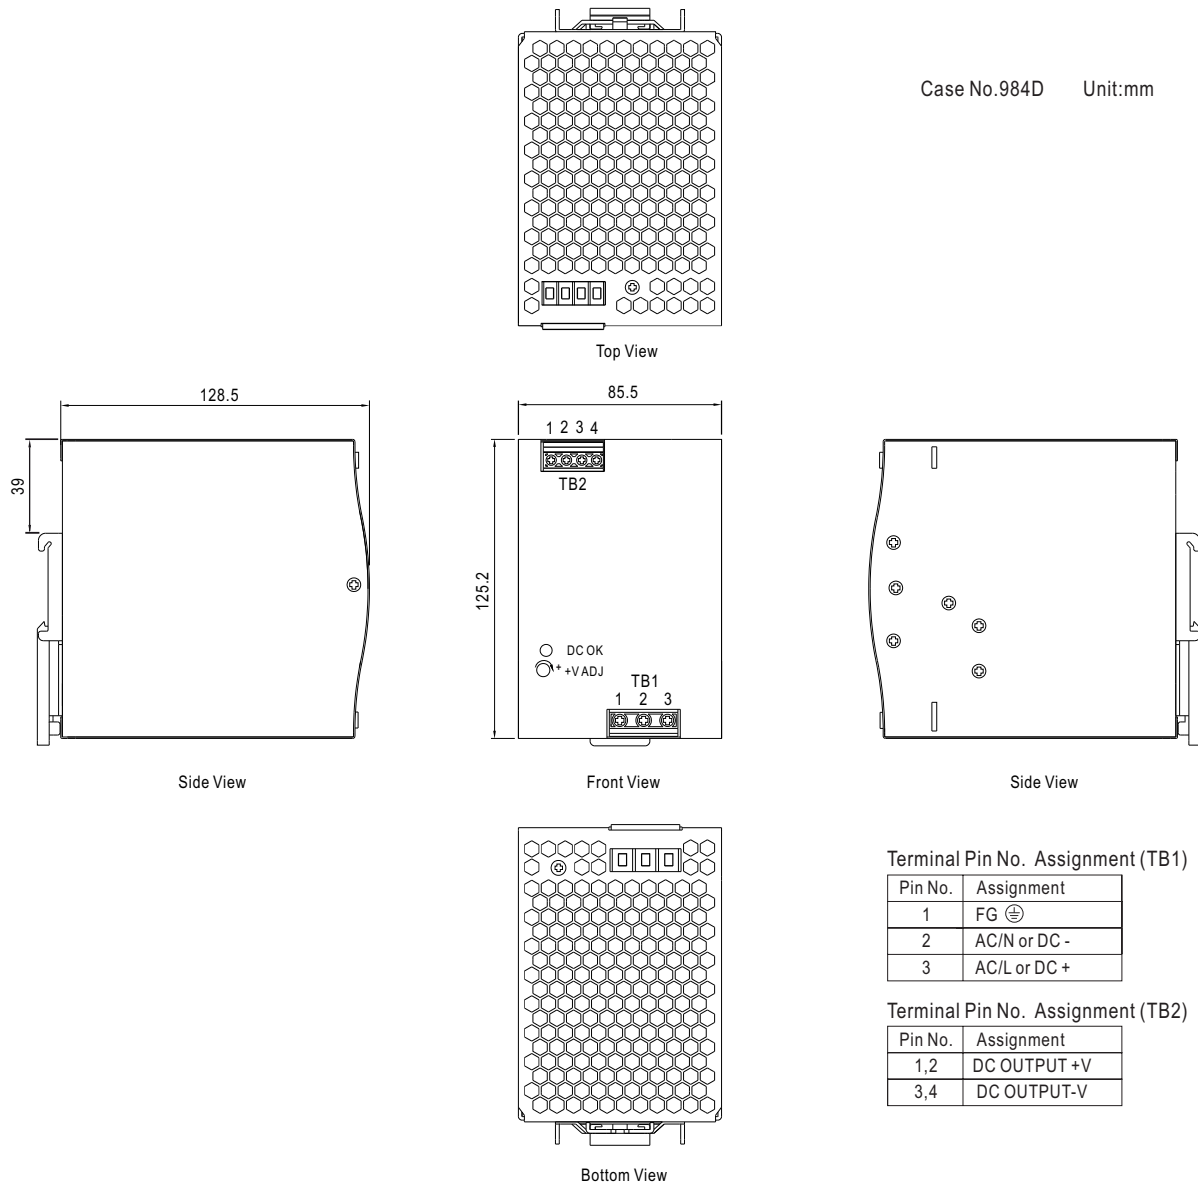 Case No.984D Unit:mm
Top View
128.5
85.5
39
1 2 3 4
TB2
125.2
DC OK
+ +V ADJ
TB1
1 2 3
Side View
Front View
Side View
Terminal Pin No. Assignment (TB1)
Pin No. Assignment
1 FG
2 AC/N or DC -
3 AC/L or DC +
Terminal Pin No. Assignment (TB2)
Pin No. Assignment
1,2 DC OUTPUT +V
3,4 DC OUTPUT-V
Bottom View